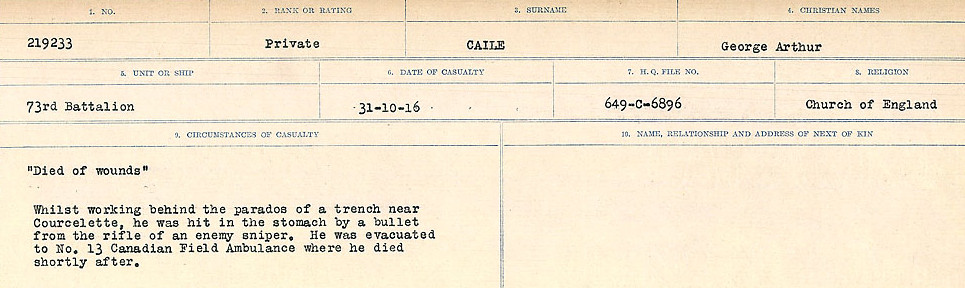 1. NO. 2. RANK OR RATING 3. SURNAME 4. CHRISTIAN NAMES
219233 Private CAILE George Arthur
5. UNIT OR SHIP 6. DATE OF CASUALTY 7. H. Q. FILE NO. 8. RELIGION
73rd Battalion 31-10-16 649-C-6896 Church of England
9. CIRCUMSTANCES OF CASUALTY 10. NAME, RELATIONSHIP AND ADDRESS OF NEXT OF KIN
"Died of wounds"
Whilst working behind the parados of a trench near
Courcelette, he was hit in the stomach by a bullet
from the rifle of an enemy sniper. He was evacuated
to No. 13 Canadian Field Ambulance where he died
shortly after.